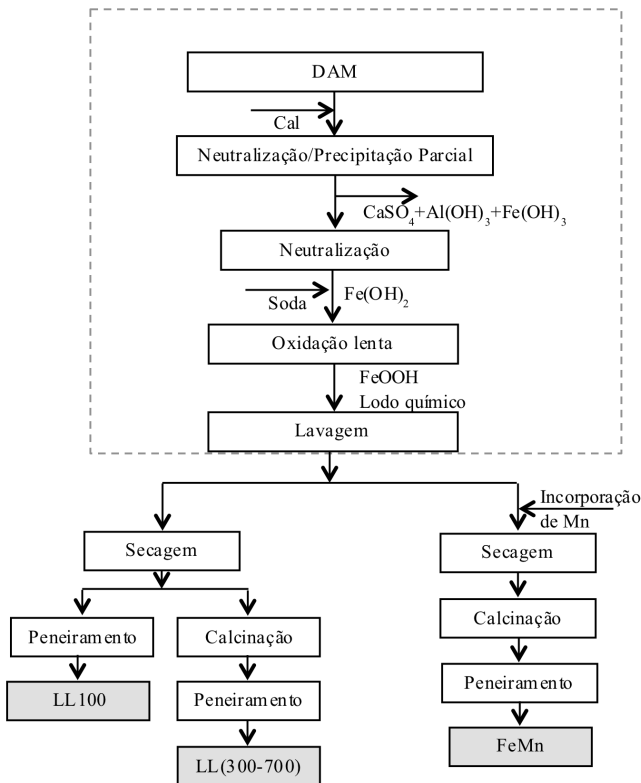 DAM
Cal
Neutralização/Precipitação Parcial
CaSO4+Al(OH)3+Fe(OH)3
Neutralização
Soda
Fe(OH)2
Oxidação lenta
FeOOH
Lodo químico
Lavagem
Incorporação
de Mn
Secagem
Secagem
Peneiramento
Calcinação
Calcinação
LL100
Peneiramento
Peneiramento
LL(300-700)
FeMn